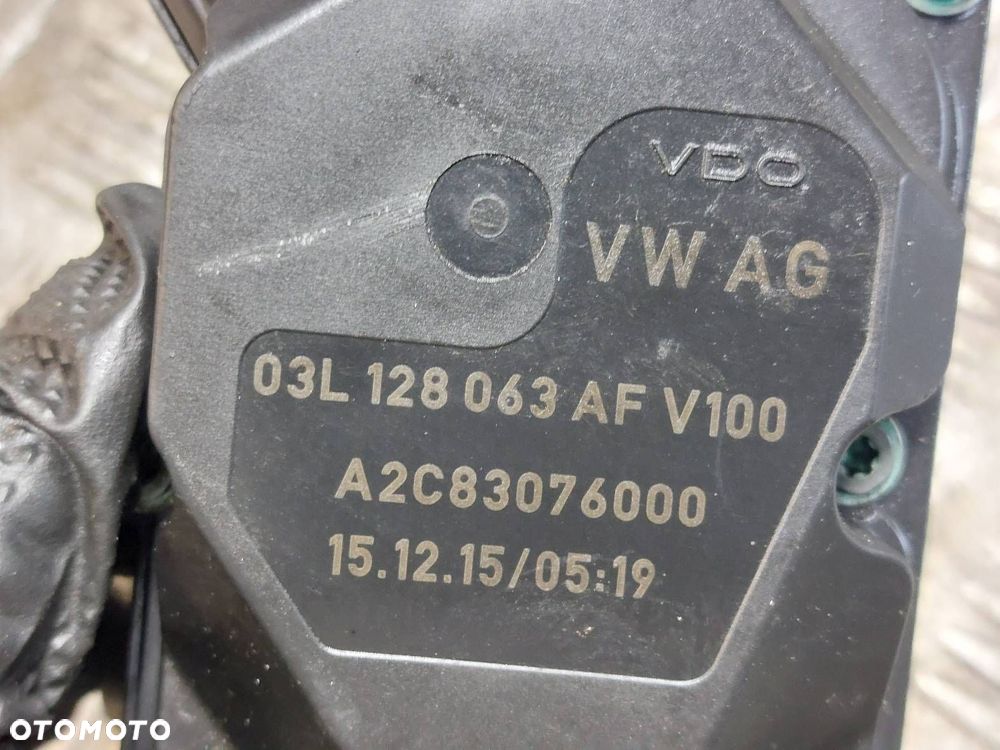 VDO
VW AG
03L 128 063 AF V100
A2C83076000
15.12.15/05:19
OTOMOTO